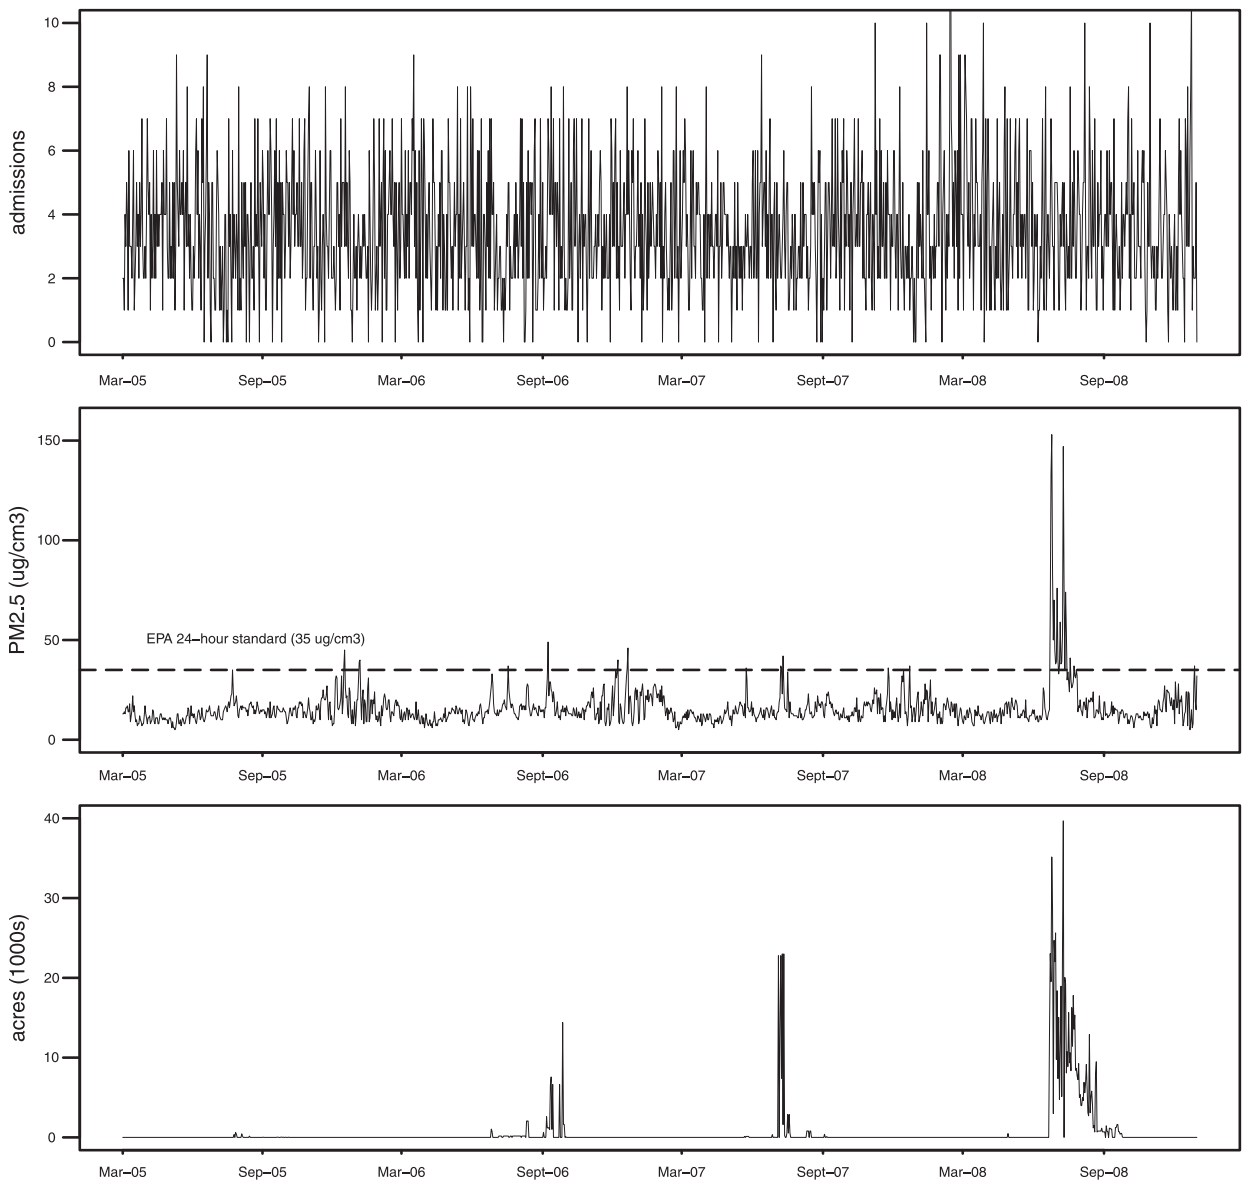 10
8
6
4
2
0
admissions
Mar–05 Sep–05 Mar–06 Sept–06 Mar–07 Sept–07 Mar–08 Sep–08
150
100
50
0
PM2.5 (ug/cm3)
EPA 24–hour standard (35 ug/cm3)
Mar–05 Sep–05 Mar–06 Sept–06 Mar–07 Sept–07 Mar–08 Sep–08
40
30
20
10
0
acres (1000s)
Mar–05 Sep–05 Mar–06 Sept–06 Mar–07 Sept–07 Mar–08 Sep–08